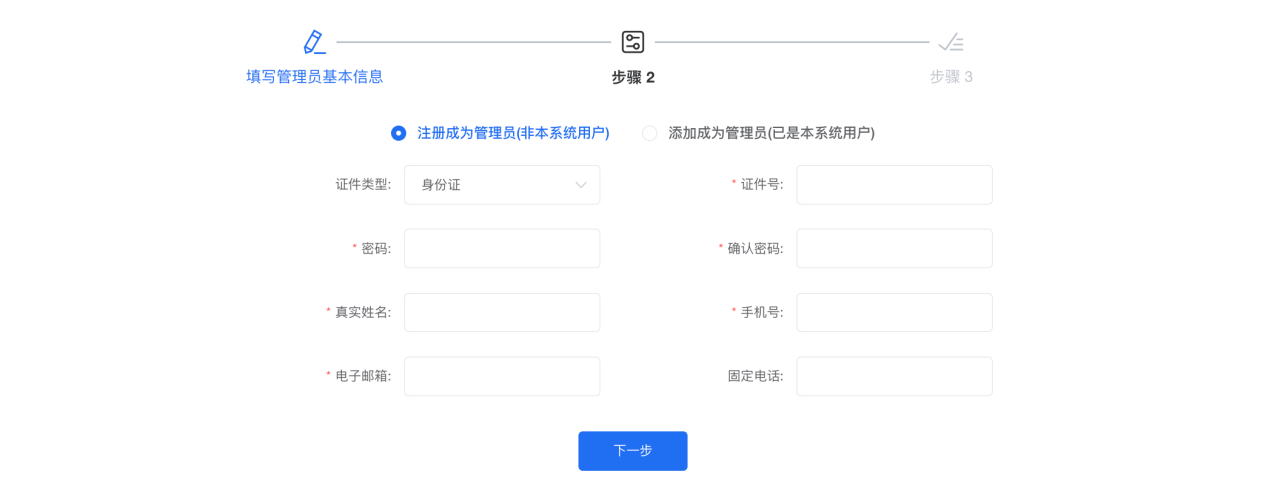 填写管理员基本信息 步骤 2 步骤 3
注册成为管理员(非本系统用户) 添加成为管理员(已是本系统用户)
证件类型: 身份证 * 证件号:
* 密码: * 确认密码:
* 真实姓名: * 手机号:
* 电子邮箱: 固定电话:
下一步